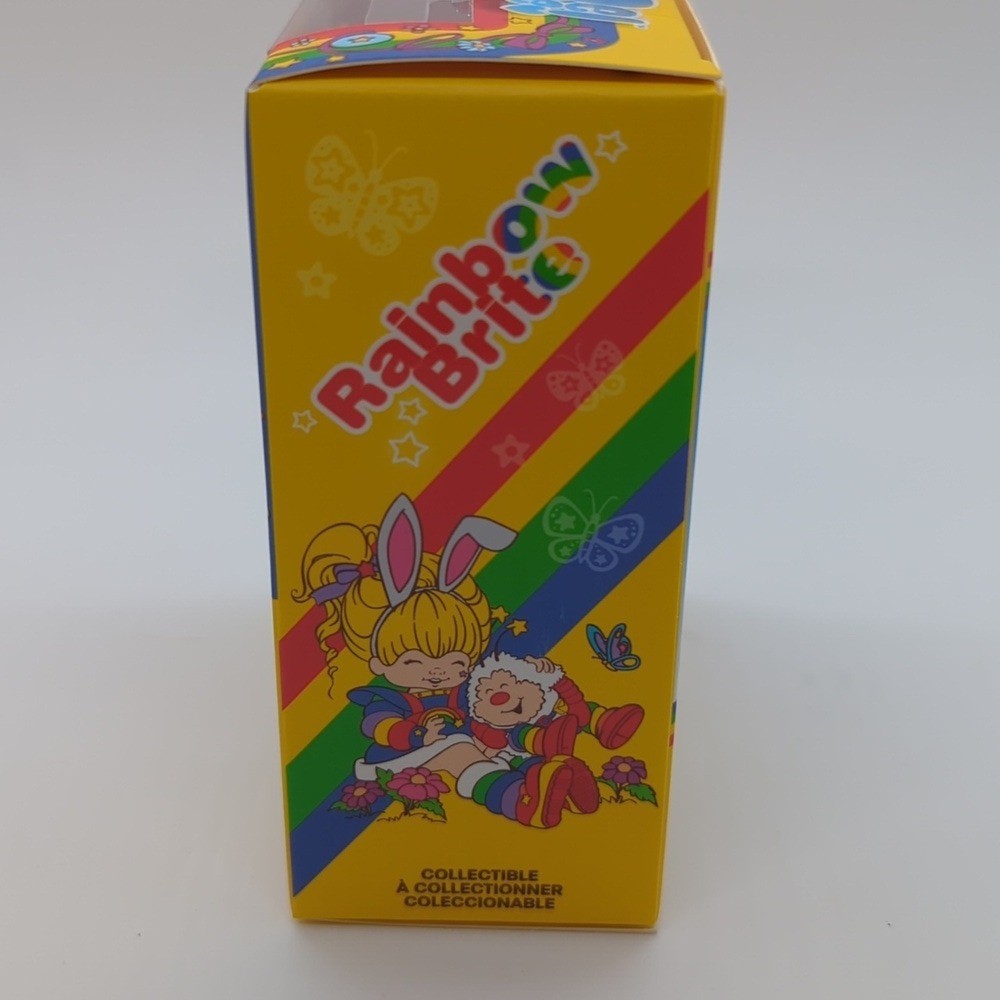 Rainbow
Brite
COLLECTIBLE
À COLLECTIONNER
COLECCIONABLE